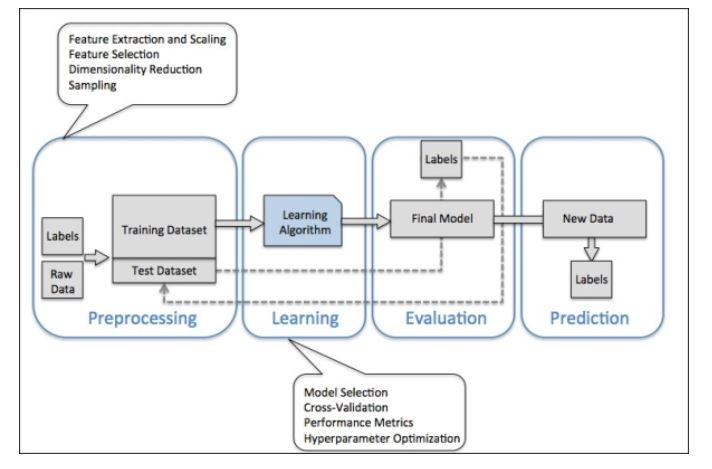 Feature Extraction and Scaling
Feature Selection
Dimensionality Reduction
Sampling
Labels
Raw
Data
Training Dataset
Test Dataset
Preprocessing
Learning
Algorithm
Learning
Labels
Final Model
Evaluation
New Data
Labels
Prediction
Model Selection
Cross-Validation
Performance Metrics
Hyperparameter Optimization